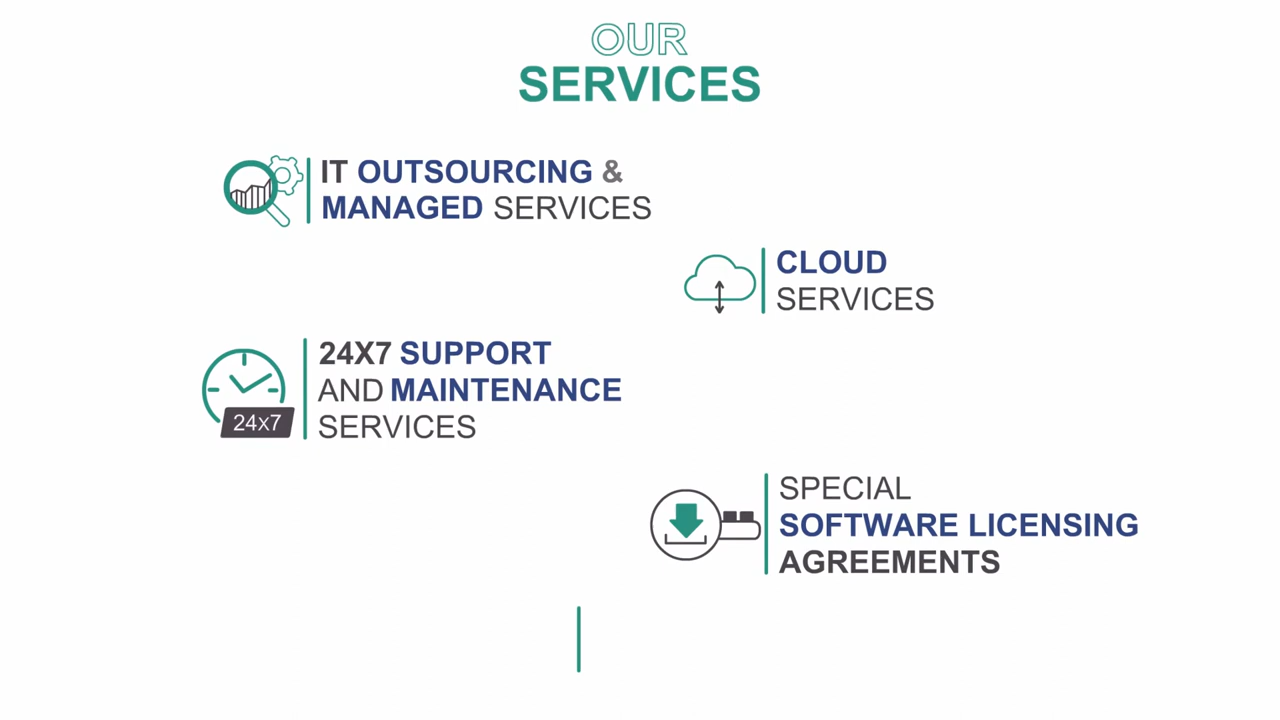 OUR
SERVICES
IT OUTSOURCING &
MANAGED SERVICES
CLOUD
SERVICES
24X7 SUPPORT
AND MAINTENANCE
SERVICES
24x7
SPECIAL
SOFTWARE LICENSING
AGREEMENTS